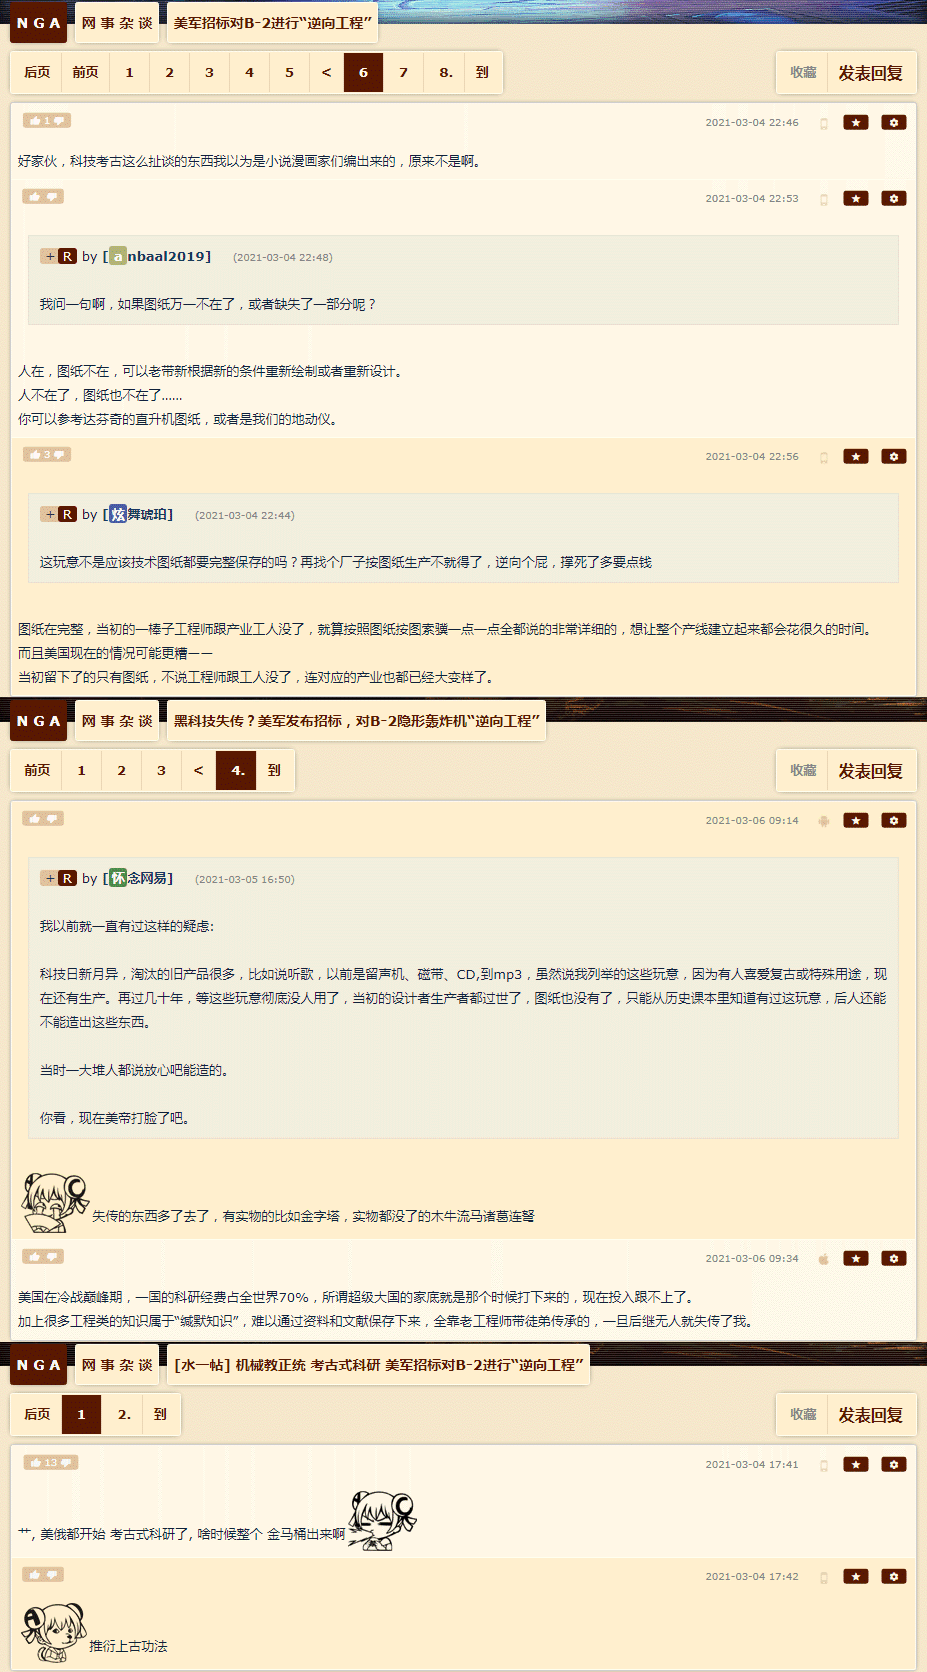 NGA 网事杂谈 美军招标对B-2进行“逆向工程”
后页 前页 1 2 3 4 5 < 6 7 8. 到 收藏 发表回复
1 2021-03-04 22:46
好家伙，科技考古这么扯谈的东西我以为是小说漫画家们编出来的，原来不是啊。
2021-03-04 22:53
+ R by [anbaal2019] (2021-03-04 22:48)
我问一句啊，如果图纸万一不在了，或者缺失了一部分呢？
人在，图纸不在，可以老带新根据新的条件重新绘制或者重新设计。
人不在了，图纸也不在了......
你可以参考达芬奇的直升机图纸，或者是我们的地动仪。
3 2021-03-04 22:56
+ R by [炫舞琥珀] (2021-03-04 22:44)
这玩意不是应该技术图纸都要完整保存的吗？再找个厂子按图纸生产不就得了，逆向个屁，撑死了多要点钱
图纸在完整，当初的一棒子工程师跟产业工人没了，就算按照图纸按图索骥一点一点全都说的非常详细的，想让整个产线建立起来都会花很久的时间。
而且美国现在的情况可能更糟——
当初留下了的只有图纸，不说工程师跟工人没了，连对应的产业也都已经大变样了。
NGA 网事杂谈 黑科技失传？美军发布招标，对B-2隐形轰炸机“逆向工程”
前页 1 2 3 < 4. 到 收藏 发表回复
2021-03-06 09:14
+ R by [怀念网易] (2021-03-05 16:50)
我以前就一直有过这样的疑虑:
科技日新月异，淘汰的旧产品很多，比如说听歌，以前是留声机、磁带、CD,到mp3，虽然说我列举的这些玩意，因为有人喜爱复古或特殊用途，现
在还有生产。再过几十年，等这些玩意彻底没人用了，当初的设计者生产者都过世了，图纸也没有了，只能从历史课本里知道有过这玩意，后人还能
不能造出这些东西。
当时一大堆人都说放心吧能造的。
你看，现在美帝打脸了吧。
失传的东西多了去了，有实物的比如金字塔，实物都没了的木牛流马诸葛连弩
2021-03-06 09:34
美国在冷战巅峰期，一国的科研经费占全世界70%，所谓超级大国的家底就是那个时候打下来的，现在投入跟不上了。
加上很多工程类的知识属于“缄默知识”，难以通过资料和文献保存下来，全靠老工程师带徒弟传承的，一旦后继无人就失传了我。
NGA 网事杂谈 [水一帖] 机械教正统 考古式科研 美军招标对B-2进行“逆向工程”
后页 1 2. 到 收藏 发表回复
13 2021-03-04 17:41
艹, 美俄都开始 考古式科研了, 啥时候整个 金马桶出来啊
2021-03-04 17:42
推衍上古功法